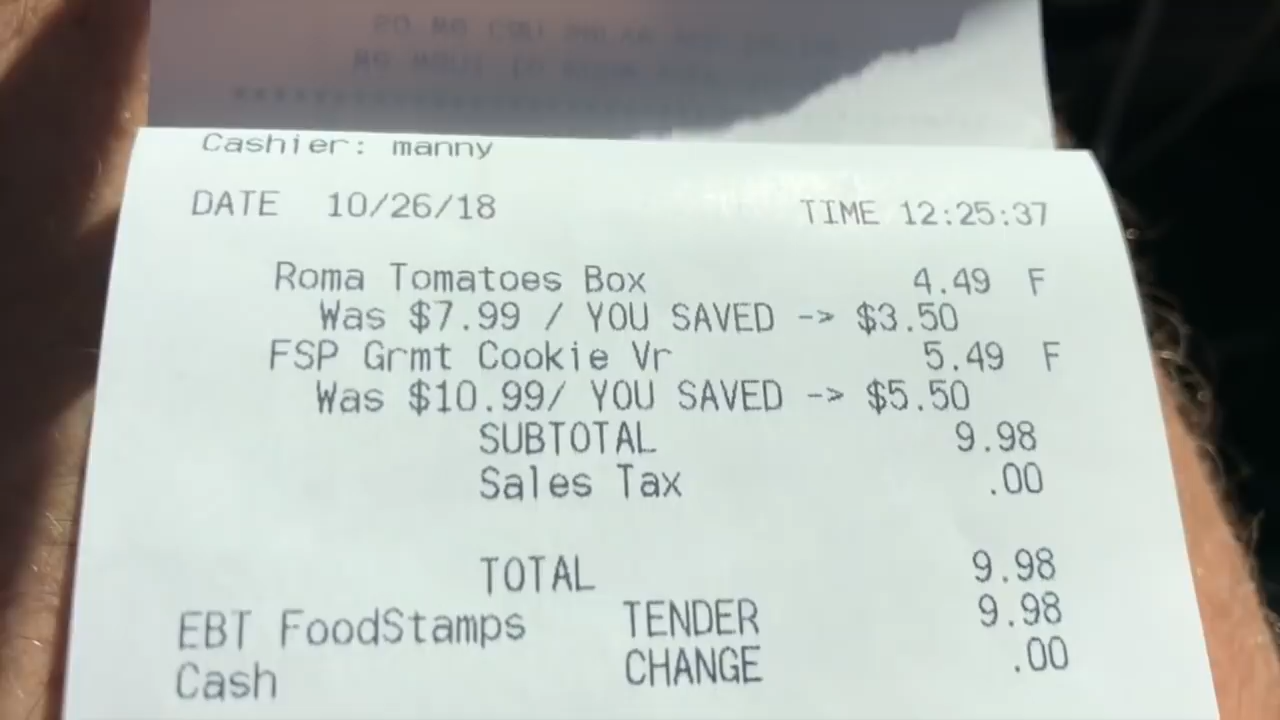 Cashier: manny
DATE 10/26/18 TIME 12:25:37
Roma Tomatoes Box 4.49 F
Was $7.99 / YOU SAVED -> $3.50
FSP Grmt Cookie Vr 5.49 F
Was $10.99/ YOU SAVED -> $5.50
SUBTOTAL 9.98
Sales Tax .00
TOTAL 9.98
EBT FoodStamps TENDER 9.98
Cash CHANGE .00